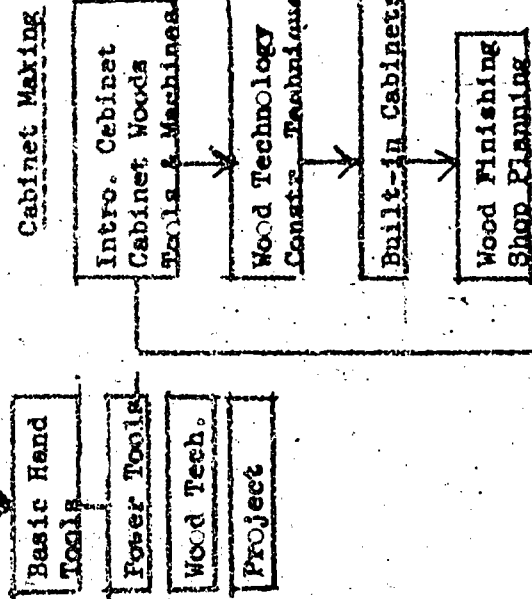 Cabinet Making
Intro. Cebinet
Cabinet Woods
Tools & Machines
Wood Technology
Constr. Techniques
Built-in Cabinets
Wood Finishing
Shop Planning
Basic Hand
Tools
Power Tools
Wood Tech.
Project